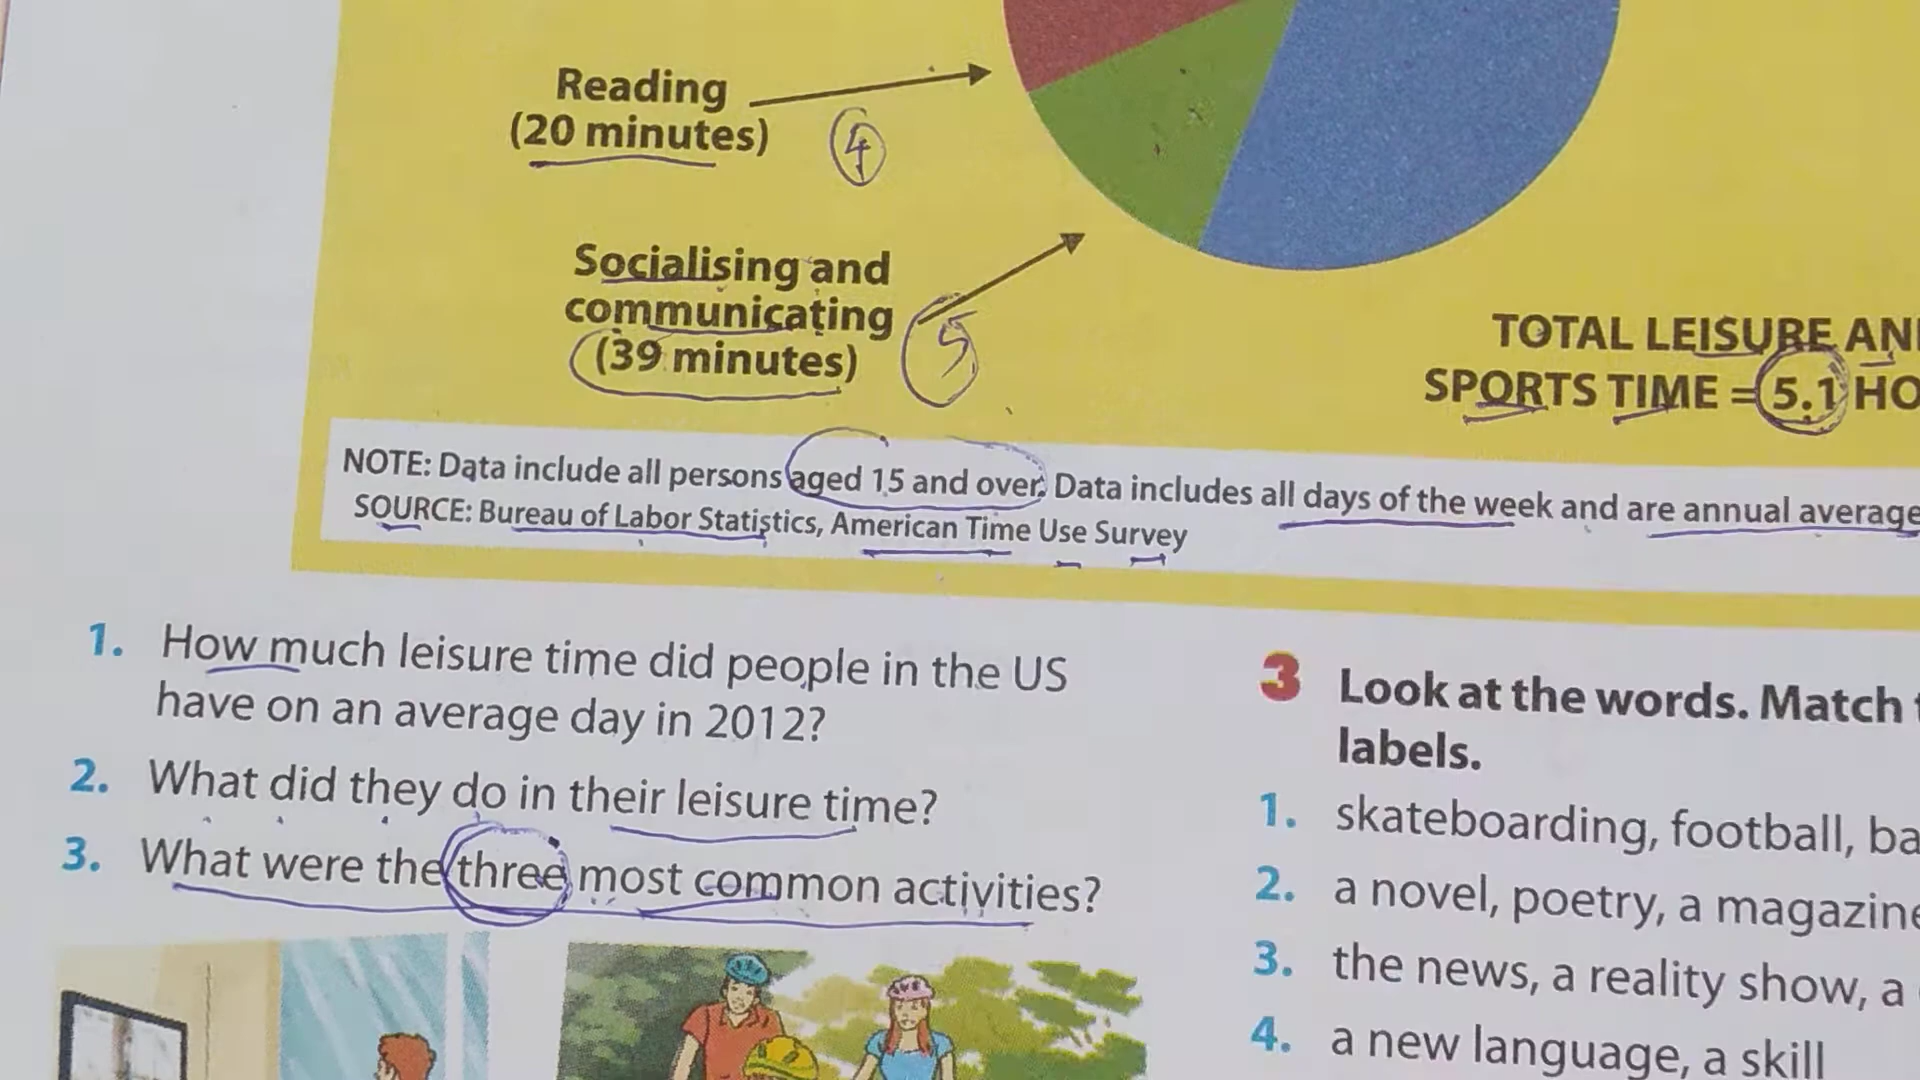 Reading
(20 minutes)
4
Socialising and
communicating
(39 minutes)
5
TOTAL LEISURE AN
SPORTS TIME = 5.1 HO
NOTE: Data include all persons aged 15 and over. Data includes all days of the week and are annual average
SOURCE: Bureau of Labor Statistics, American Time Use Survey
1. How much leisure time did people in the US
have on an average day in 2012?
2. What did they do in their leisure time?
3. What were the three most common activities?
3 Look at the words. Match
labels.
1. skateboarding, football, ba
2. a novel, poetry, a magazine
3. the news, a reality show, a
4. a new language, a skill